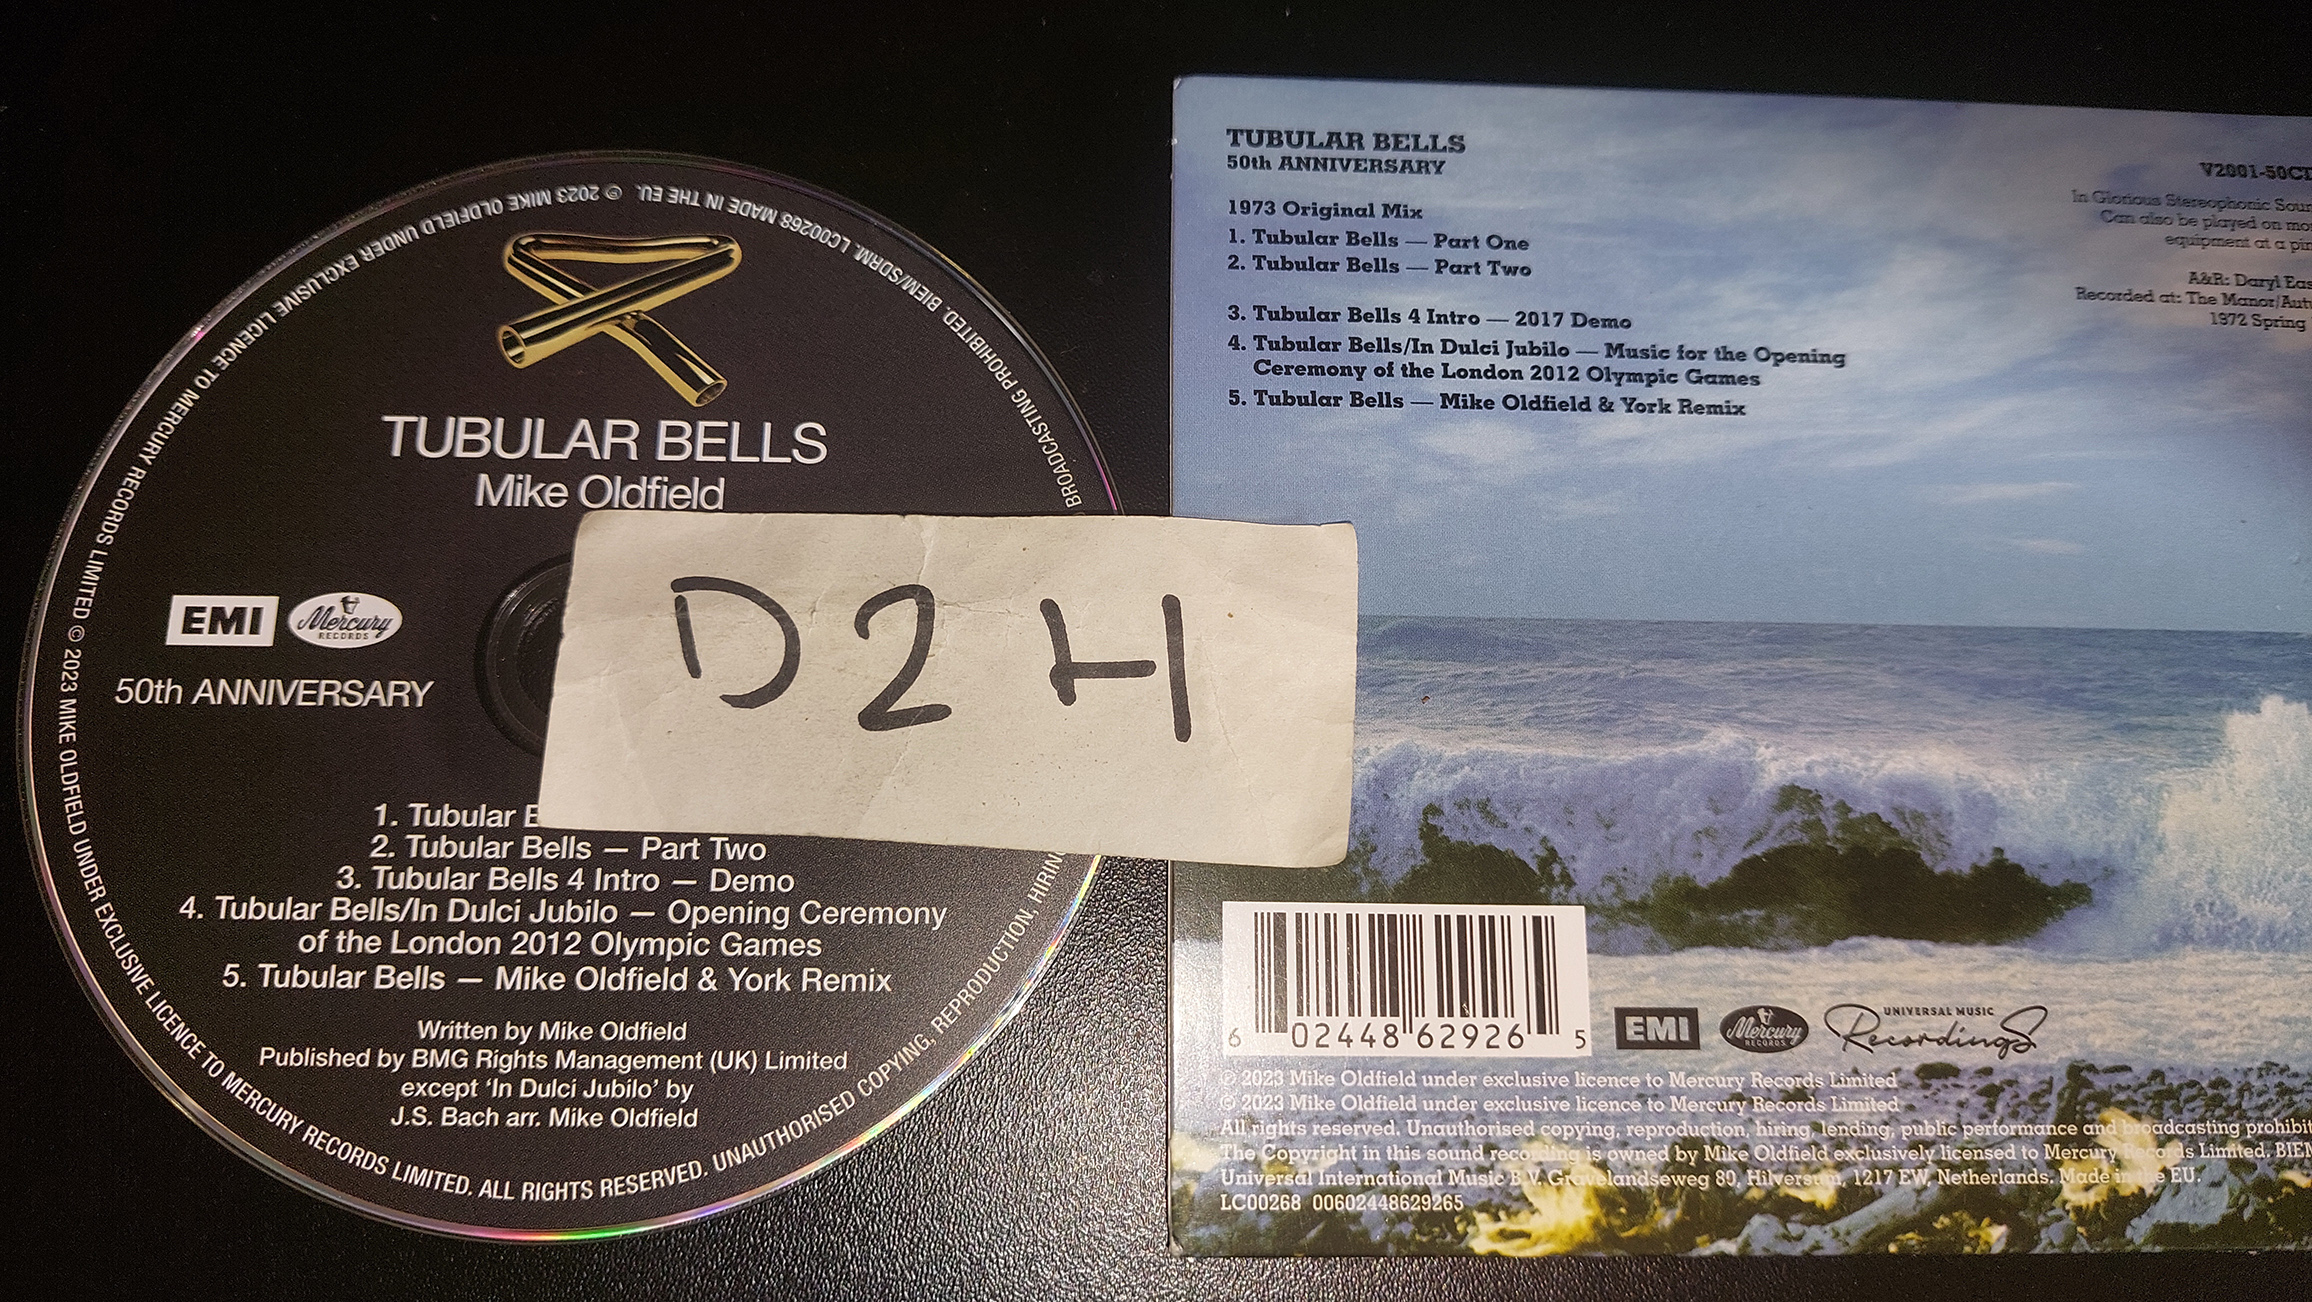 © 2023 MIKE OLDFIELD UNDER EXCLUSIVE LICENCE TO MERCURY RECORDS LIMITED. ALL RIGHTS RESERVED. UNAUTHORISED COPYING, REPRODUCTION, HIRING
BROADCASTING PROHIBITED. BIEM/SDRM. LC00268 MADE IN THE EU. ℗ 2023 MIKE OLDFIELD UNDER EXCLUSIVE LICENCE TO MERCURY RECORDS LIMITED
TUBULAR BELLS
Mike Oldfield
EMI
Mercury
RECORDS
50th ANNIVERSARY
1. Tubular
2. Tubular Bells — Part Two
3. Tubular Bells 4 Intro — Demo
4. Tubular Bells/In Dulci Jubilo — Opening Ceremony
of the London 2012 Olympic Games
5. Tubular Bells — Mike Oldfield & York Remix
Written by Mike Oldfield
Published by BMG Rights Management (UK) Limited
except ‘In Dulci Jubilo’ by
J.S. Bach arr. Mike Oldfield
D2H
TUBULAR BELLS
50th ANNIVERSARY
1973 Original Mix
1. Tubular Bells — Part One
2. Tubular Bells — Part Two
3. Tubular Bells 4 Intro — 2017 Demo
4. Tubular Bells/In Dulci Jubilo — Music for the Opening
Ceremony of the London 2012 Olympic Games
5. Tubular Bells — Mike Oldfield & York Remix
V2001-50CD
In Glorious Stereophonic
Can also be played on
equipment at a
A&R: Daryl
Recorded at: The Manor/
1972 Spring
6 02448 62926 5
EMI
Mercury
RECORDS
UNIVERSAL MUSIC
Recordings
℗ 2023 Mike Oldfield under exclusive licence to Mercury Records Limited
© 2023 Mike Oldfield under exclusive licence to Mercury Records Limited
All rights reserved. Unauthorised copying, reproduction, hiring, lending, public performance and broadcasting
The Copyright in this sound recording is owned by Mike Oldfield exclusively licensed to Mercury Records Limited. BIEM
Universal International Music B.V. Gravelandseweg 80, Hilversum, 1217 EW, Netherlands. Made in the EU.
LC00268 00602448629265